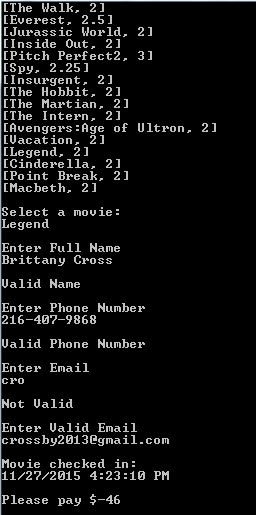 [The Walk, 2]
[Everest, 2.5]
[Jurassic World, 2]
[Inside Out, 2]
[Pitch Perfect2, 3]
[Spy, 2.25]
[Insurgent, 2]
[The Hobbit, 2]
[The Martian, 2]
[The Intern, 2]
[Avengers:Age of Ultron, 2]
[Vacation, 2]
[Legend, 2]
[Cinderella, 2]
[Point Break, 2]
[Macbeth, 2]
Select a movie:
Legend
Enter Full Name
Brittany Cross
Valid Name
Enter Phone Number
216-407-9868
Valid Phone Number
Enter Email
cro
Not Valid
Enter Valid Email
crossby2013@gmail.com
Movie checked in:
11/27/2015 4:23:10 PM
Please pay $-46